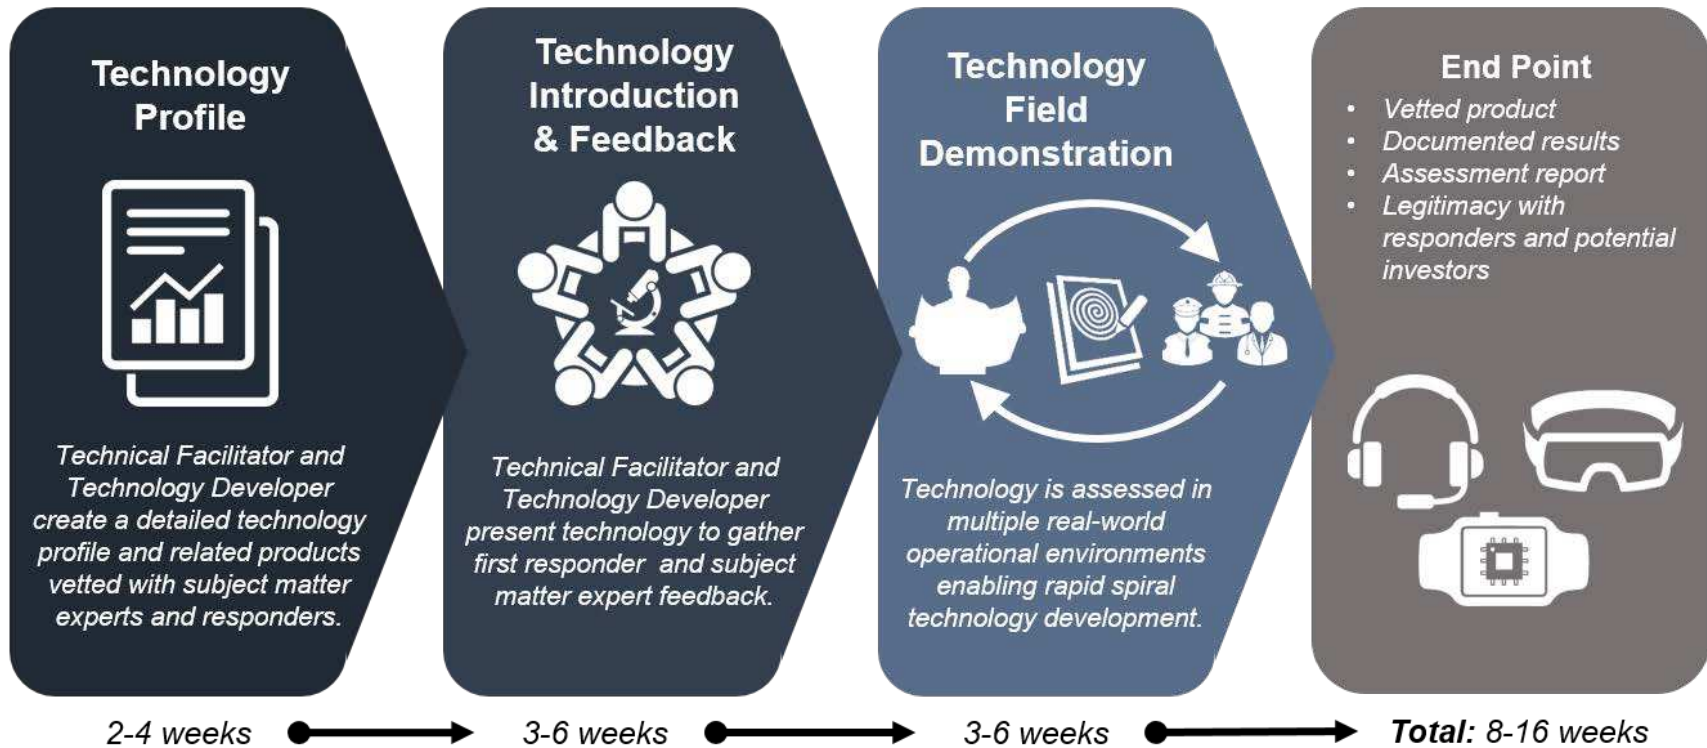 Technology
Profile
Technical Facilitator and
Technology Developer
create a detailed technology
profile and related products
vetted with subject matter
experts and responders.
Technology
Introduction
& Feedback
Technical Facilitator and
Technology Developer
present technology to gather
first responder and subject
matter expert feedback.
Technology
Field
Demonstration
Technology is assessed in
multiple real-world
operational environments
enabling rapid spiral
technology development.
End Point
• Vetted product
• Documented results
• Assessment report
• Legitimacy with
responders and potential
investors
2-4 weeks
3-6 weeks
3-6 weeks
Total: 8-16 weeks